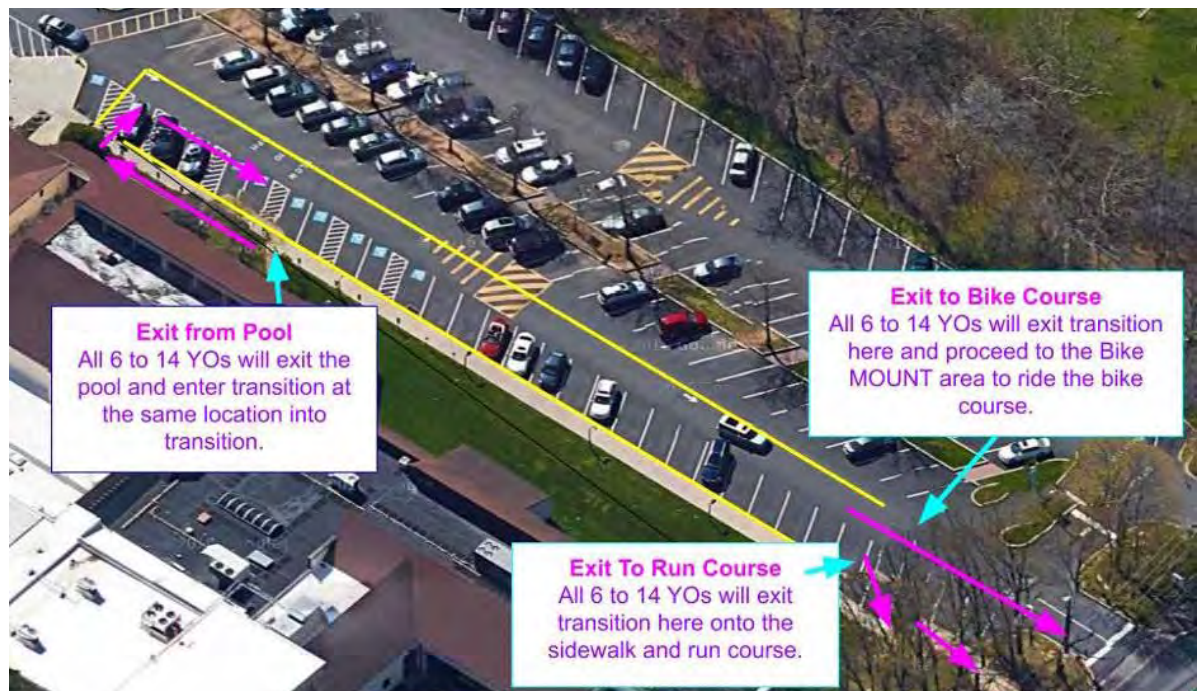 Exit from Pool
All 6 to 14 YOs will exit the
pool and enter transition at
the same location into
transition.
Exit to Bike Course
All 6 to 14 YOs will exit transition
here and proceed to the Bike
MOUNT area to ride the bike
course.
Exit To Run Course
All 6 to 14 YOs will exit
transition here onto the
sidewalk and run course.